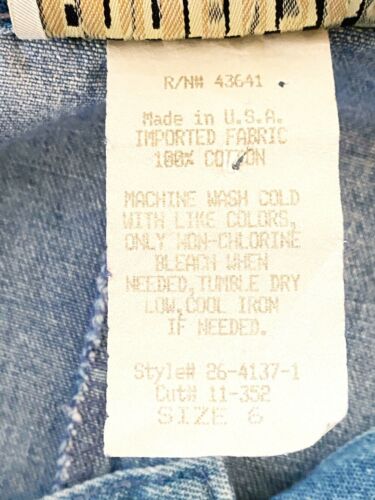 R/N# 43641
Made in U.S.A.
IMPORTED FABRIC
100% COTTON
MACHINE WASH COLD
WITH LIKE COLORS,
ONLY NON-CHLORINE
BLEACH WHEN
NEEDED,TUMBLE DRY
LOW,COOL IRON
IF NEEDED.
Style# 26-4137-1
Cut# 11-352
SIZE 6